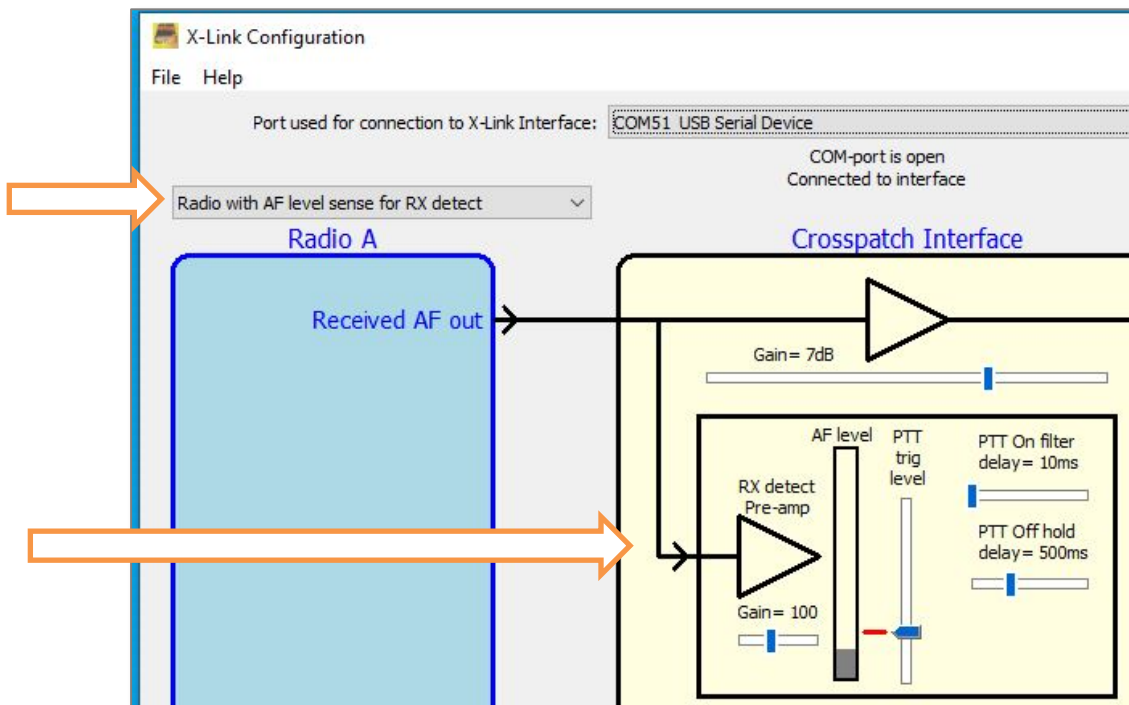 X-Link Configuration
File Help
Port used for connection to X-Link Interface: COM51 USB Serial Device
COM-port is open
Connected to interface
Radio with AF level sense for RX detect
Radio A
Crosspatch Interface
Received AF out
Gain= 7dB
AF level
PTT
trig
level
PTT On filter
delay= 10ms
RX detect
Pre-amp
PTT Off hold
delay= 500ms
Gain= 100